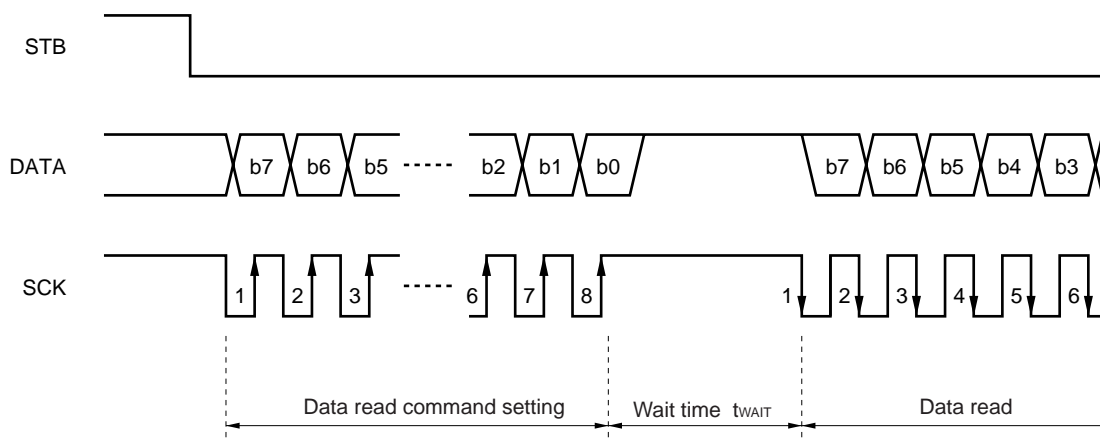 STB
DATA b7 b6 b5 b2 b1 b0 b7 b6 b5 b4 b3
SCK 1 2 3 6 7 8 1 2 3 4 5 6
Data read command setting Wait time tWAIT Data read